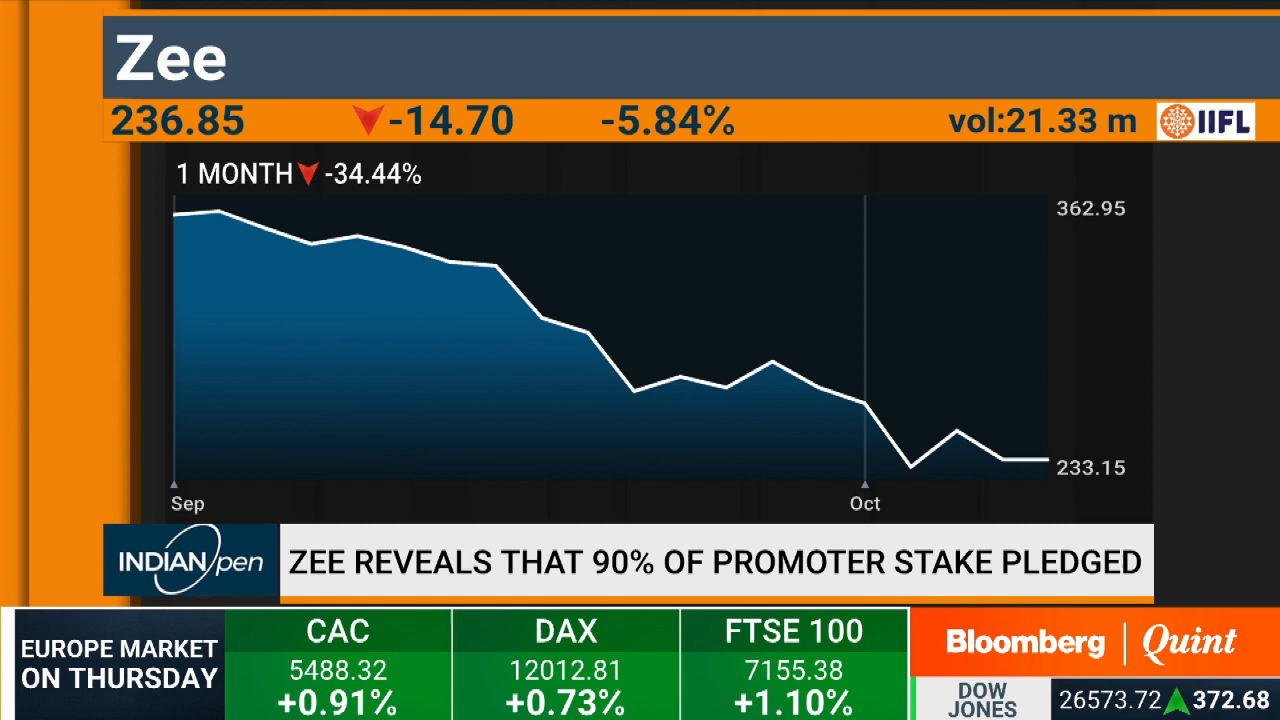 Zee
236.85 -14.70 -5.84% vol:21.33 m IIFL
1 MONTH -34.44%
362.95
233.15
Sep Oct
INDIAN Open ZEE REVEALS THAT 90% OF PROMOTER STAKE PLEDGED
EUROPE MARKET
ON THURSDAY
CAC
5488.32
+0.91%
DAX
12012.81
+0.73%
FTSE 100
7155.38
+1.10%
Bloomberg | Quint
DOW
JONES
26573.72 372.68